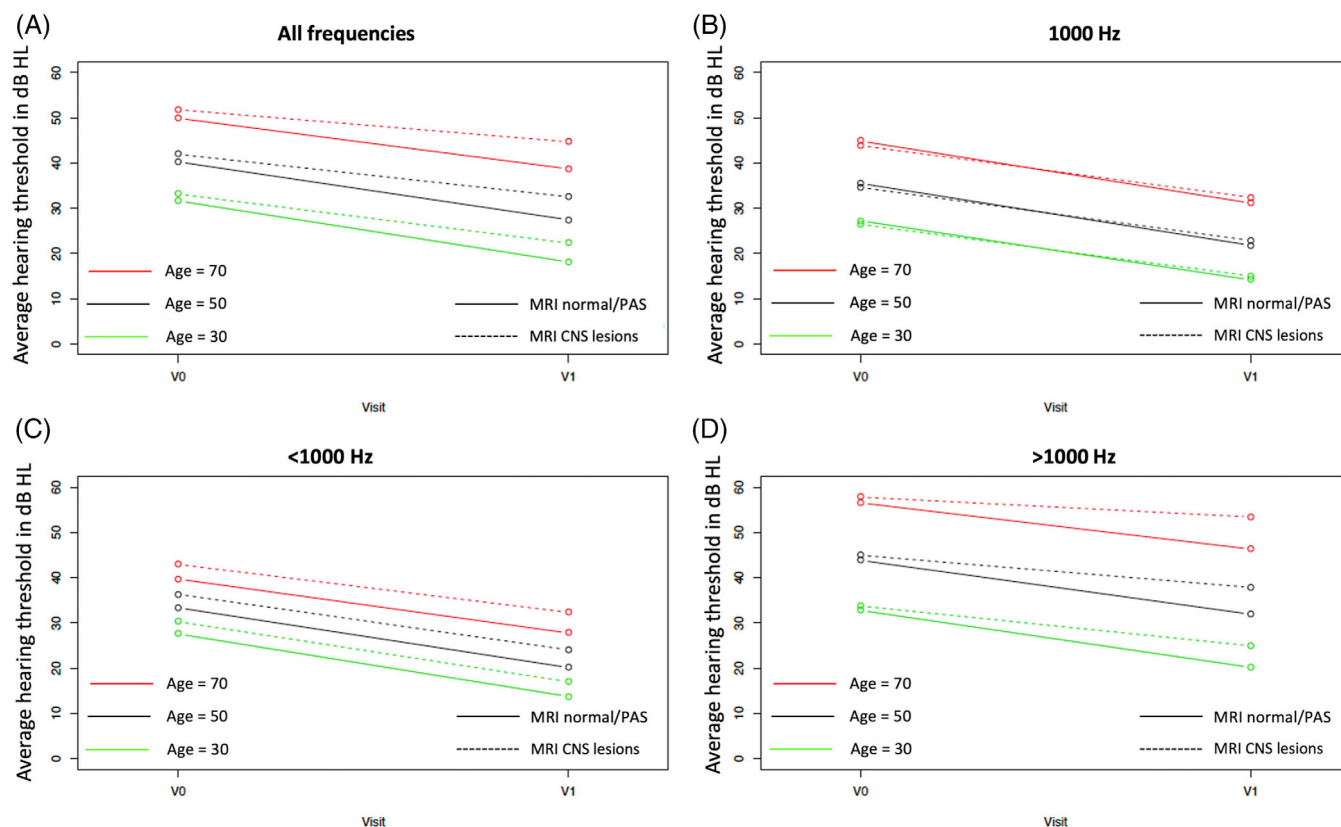 (A)
All frequencies
Average hearing threshold in dB HL
60
50
40
30
20
10
0
Age = 70
Age = 50
Age = 30
MRI normal/PAS
MRI CNS lesions
V0
V1
Visit
(B)
1000 Hz
Average hearing threshold in dB HL
60
50
40
30
20
10
0
Age = 70
Age = 50
Age = 30
MRI normal/PAS
MRI CNS lesions
V0
V1
Visit
(C)
<1000 Hz
Average hearing threshold in dB HL
60
50
40
30
20
10
0
Age = 70
Age = 50
Age = 30
MRI normal/PAS
MRI CNS lesions
V0
V1
Visit
(D)
>1000 Hz
Average hearing threshold in dB HL
60
50
40
30
20
10
0
Age = 70
Age = 50
Age = 30
MRI normal/PAS
MRI CNS lesions
V0
V1
Visit